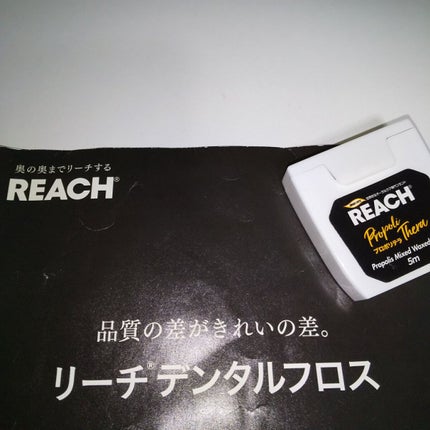 奥の奥までリーチする
REACH®
品質の差がきれいの差。
リーチ®デンタルフロス
REACH®
Propoli
プロポリテラ Thera
Propolis Mixed Waxed
5m